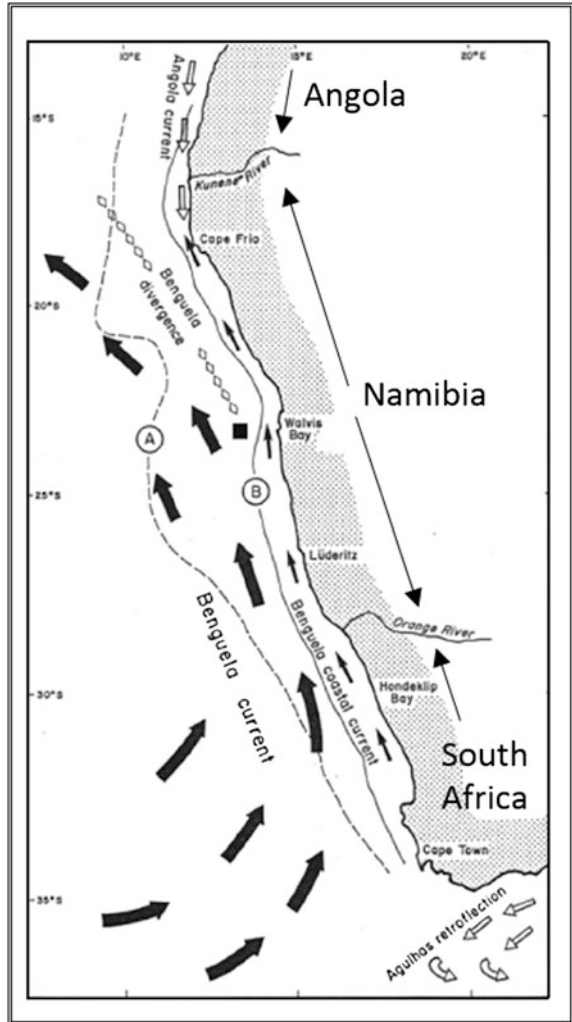 10°E
15°E
20°E
Angola current
Angola
15°S
Kunene River
Cape Frio
Benguela
divergence
20°S
Namibia
Walvis
Bay
A
B
25°S
Lüderitz
Benguela current
Benguela coastal current
Orange River
Hondeklip
Bay
30°S
South
Africa
Cape Town
35°S
Agulhas retroflection